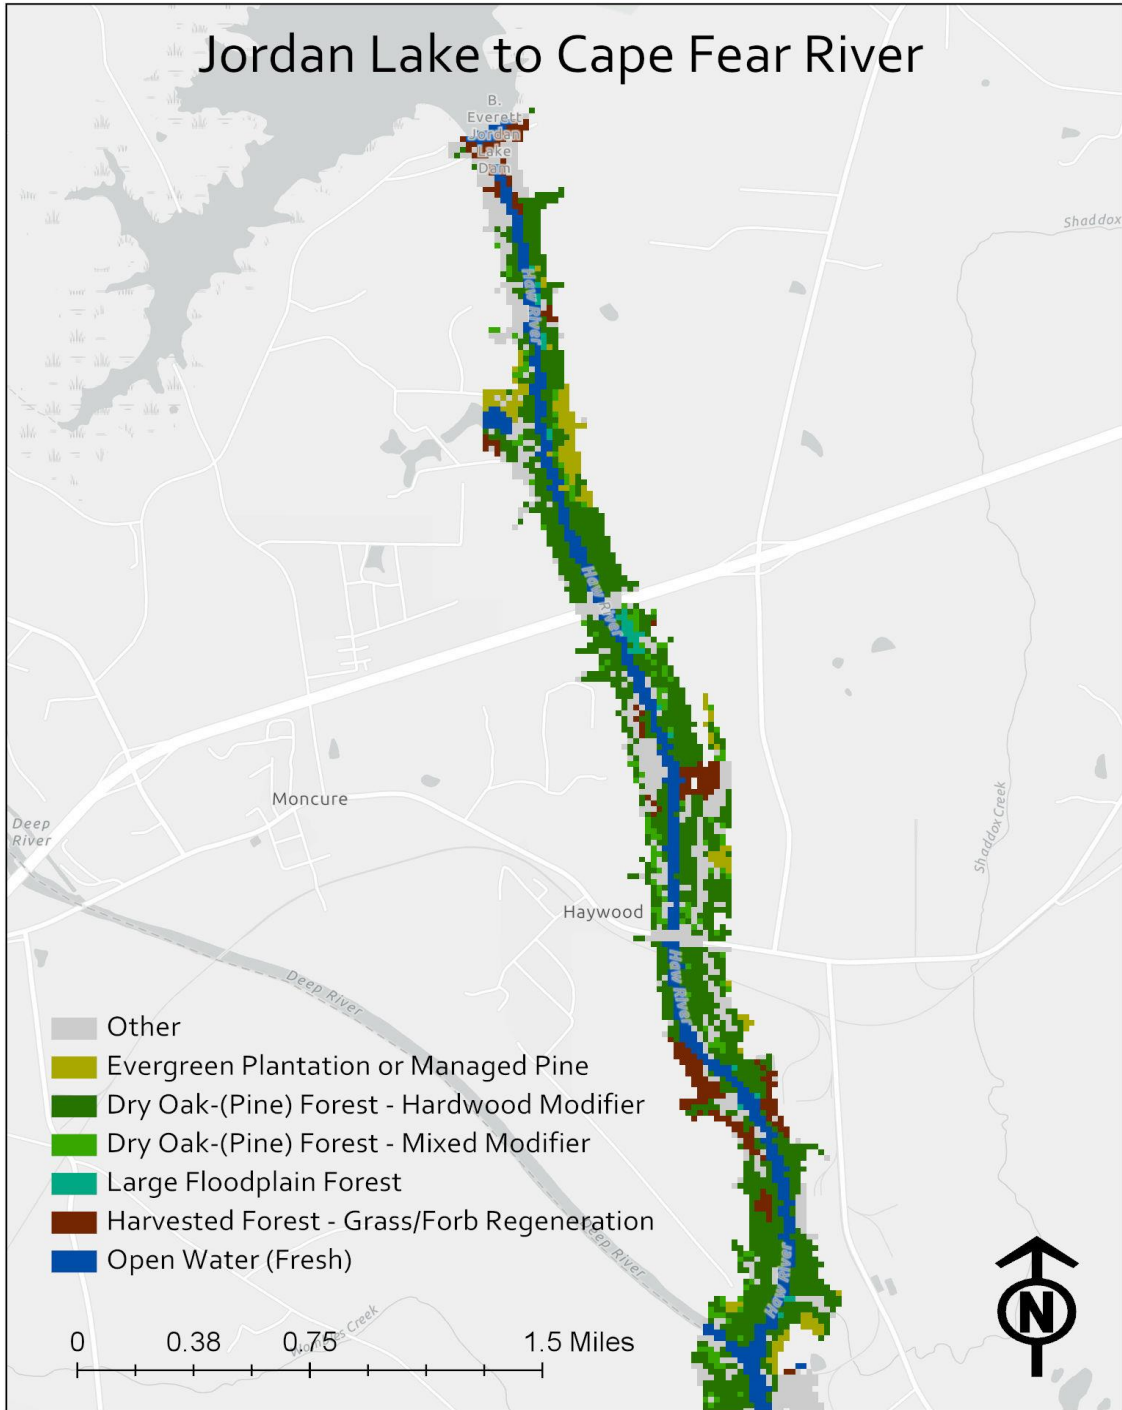 Jordan Lake to Cape Fear River
B.
Everett
Jordan
Lake
Dam
Shaddox
Haw River
Haw River
Moncure
Deep
River
Shaddox Creek
Haywood
Haw River
Deep River
Other
Evergreen Plantation or Managed Pine
Dry Oak-(Pine) Forest - Hardwood Modifier
Dry Oak-(Pine) Forest - Mixed Modifier
Large Floodplain Forest
Harvested Forest - Grass/Forb Regeneration
Open Water (Fresh)
Deep River
Haw River
Creek
0 0.38 0.75 1.5 Miles
N